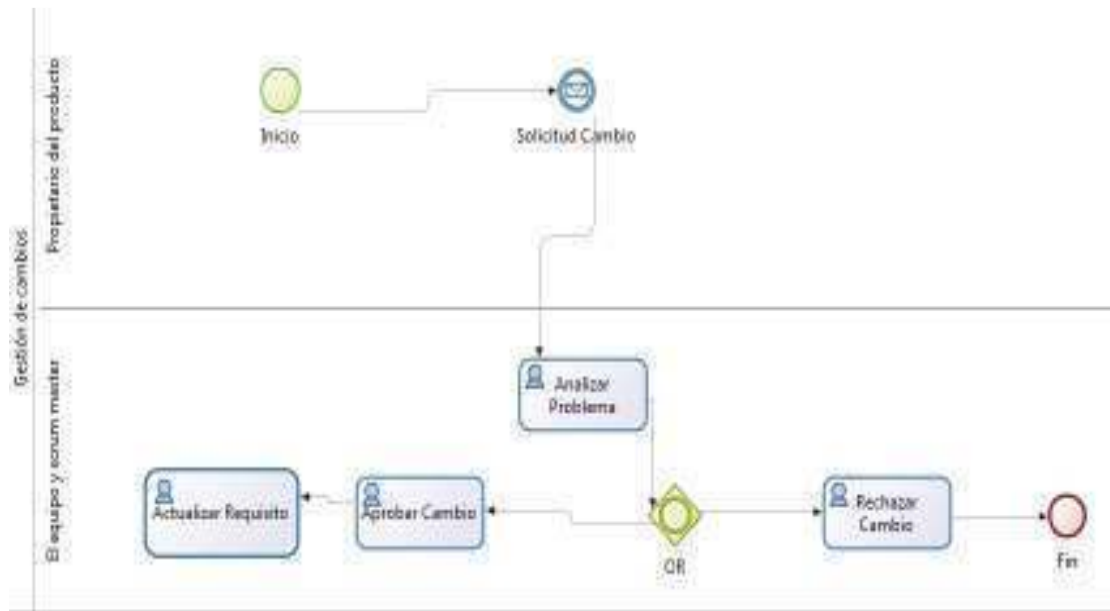 Gestión de cambios
Propietario del producto
Inicio
Solicitud Cambio
El equipo y scrum master
Analizar
Problema
Actualizar Requisito
Aprobar Cambio
OR
Rechazar
Cambio
Fin